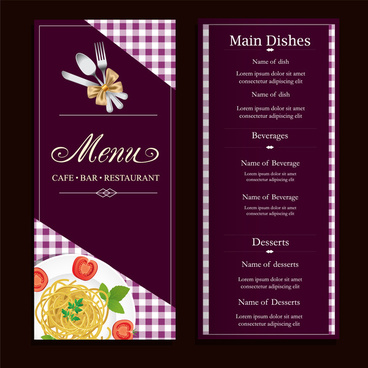 Menu
CAFE • BAR • RESTAURANT
Main Dishes
Name of dish
Lorem ipsum dolor sit amet,
consectetur adipiscing elit
Name of dish
Lorem ipsum dolor sit amet,
consectetur adipiscing elit
Beverages
Name of Beverage
Lorem ipsum dolor sit amet,
consectetur adipiscing elit
Name of Beverage
Lorem ipsum dolor sit amet,
consectetur adipiscing elit
Desserts
Name of desserts
Lorem ipsum dolor sit amet,
consectetur adipiscing elit
Name of Desserts
Lorem ipsum dolor sit amet,
consectetur adipiscing elit